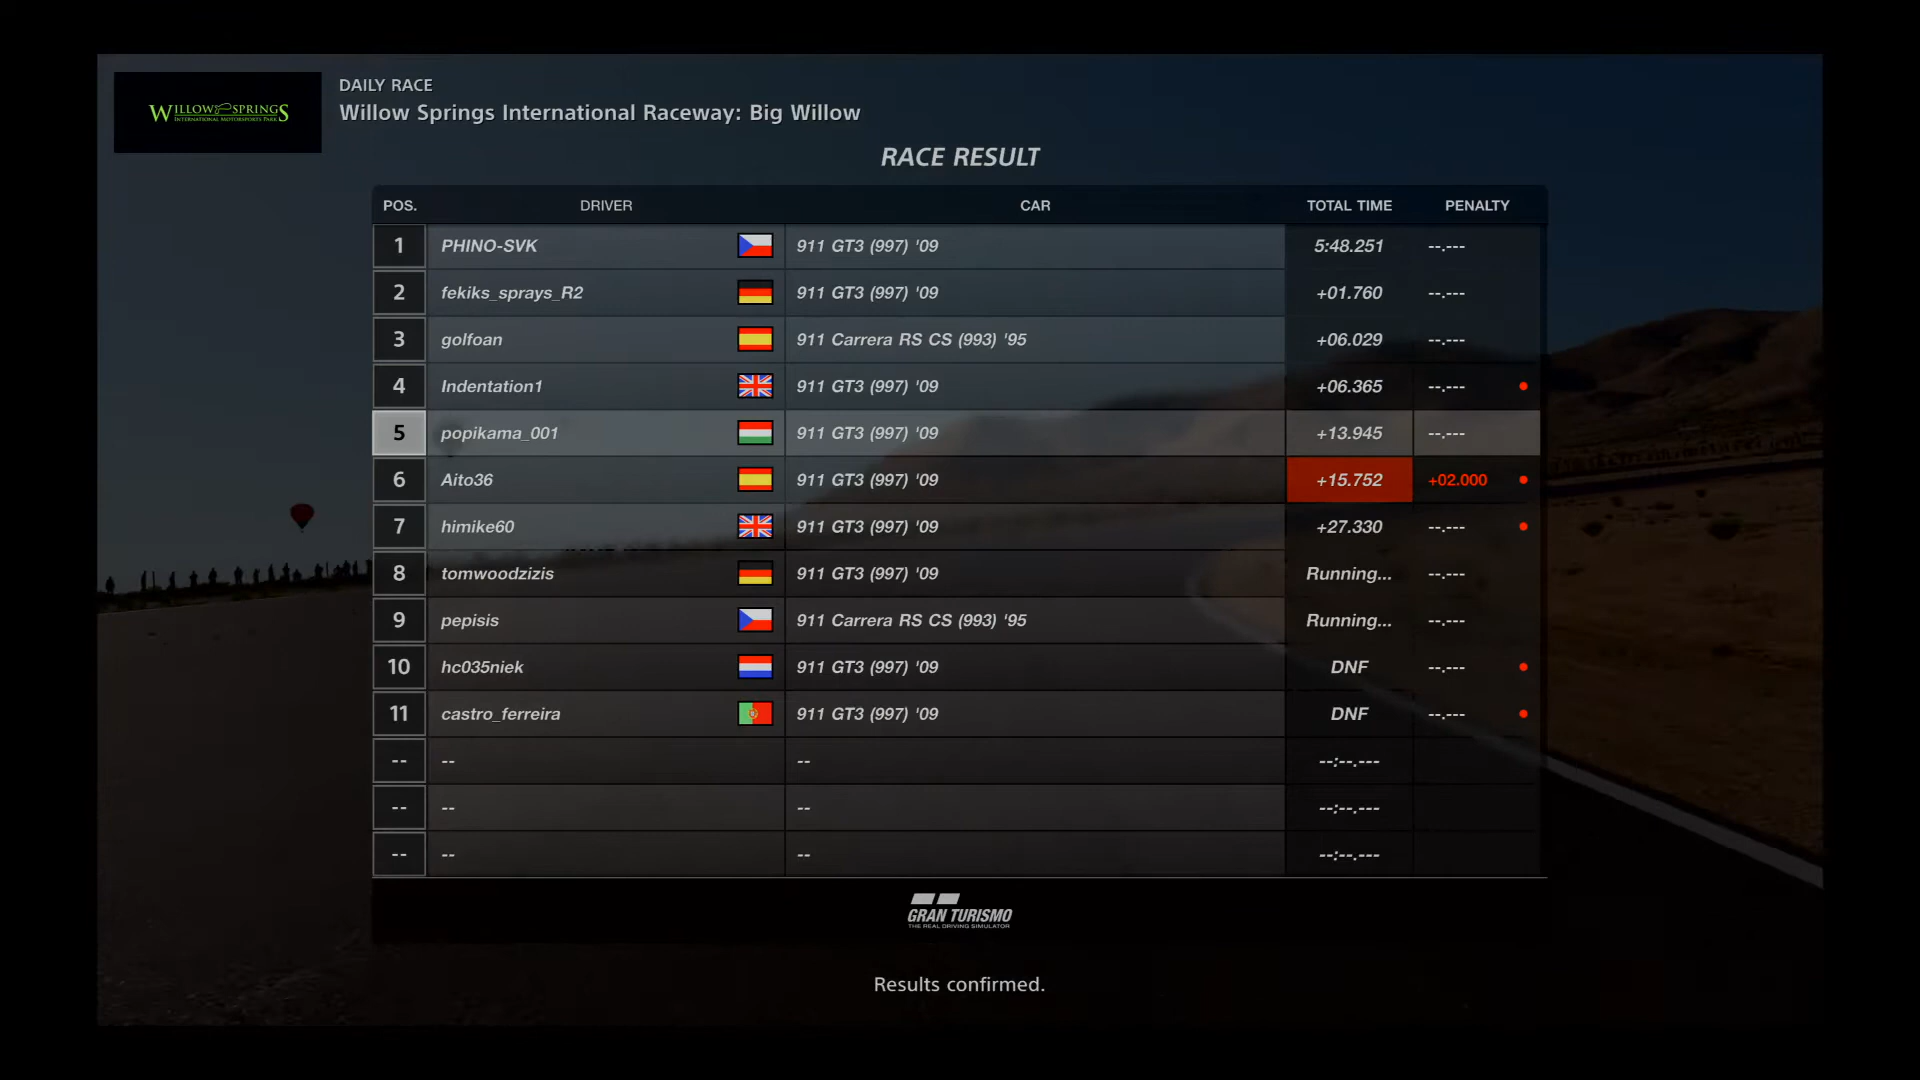 WILLOW SPRINGS
INTERNATIONAL MOTORSPORTS PARK
DAILY RACE
Willow Springs International Raceway: Big Willow
RACE RESULT
POS. DRIVER CAR TOTAL TIME PENALTY
1 PHINO-SVK 911 GT3 (997) '09 5:48.251 --.---
2 fekiks_sprays_R2 911 GT3 (997) '09 +01.760 --.---
3 golfoan 911 Carrera RS CS (993) '95 +06.029 --.---
4 Indentation1 911 GT3 (997) '09 +06.365 --.---
5 popikama_001 911 GT3 (997) '09 +13.945 --.---
6 Aito36 911 GT3 (997) '09 +15.752 +02.000
7 himike60 911 GT3 (997) '09 +27.330 --.---
8 tomwoodzizis 911 GT3 (997) '09 Running... --.---
9 pepisis 911 Carrera RS CS (993) '95 Running... --.---
10 hc035niek 911 GT3 (997) '09 DNF --.---
11 castro_ferreira 911 GT3 (997) '09 DNF --.---
-- -- -- --:--.---
-- -- -- --:--.---
-- -- -- --:--.---
GRAN TURISMO
THE REAL DRIVING SIMULATOR
Results confirmed.